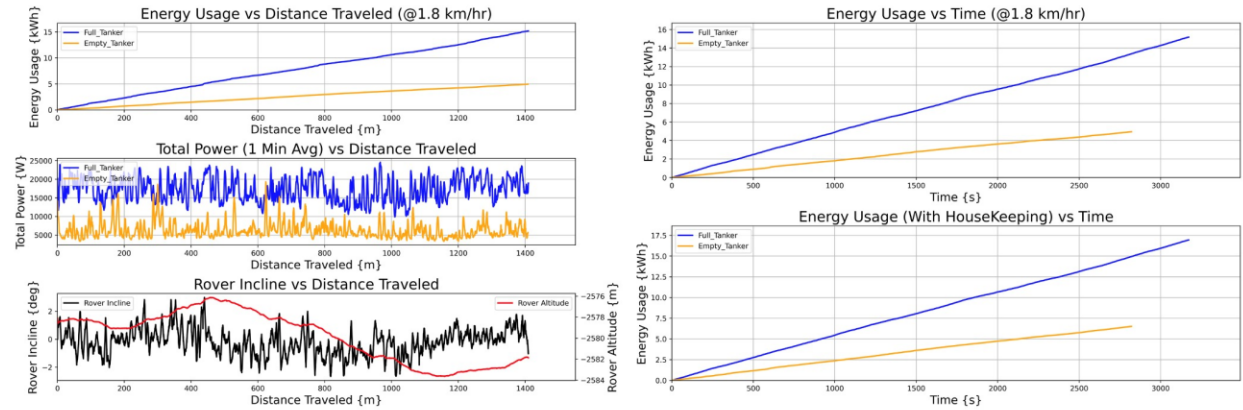 Energy Usage vs Distance Traveled (@1.8 km/hr)
Energy Usage {kWh}
15
10
5
0
Full_Tanker
Empty_Tanker
0 200 400 600 800 1000 1200 1400
Distance Traveled {m}
Total Power (1 Min Avg) vs Distance Traveled
Total Power {W}
25000
20000
15000
10000
5000
Full_Tanker
Empty_Tanker
0 200 400 600 800 1000 1200 1400
Distance Traveled {m}
Rover Incline vs Distance Traveled
Rover Incline {deg}
2
0
−2
Rover Incline
Rover Altitude
−2576
−2578
−2580
−2582
−2584
Rover Altitude {m}
0 200 400 600 800 1000 1200 1400
Distance Traveled {m}
Energy Usage vs Time (@1.8 km/hr)
Energy Usage {kWh}
16
14
12
10
8
6
4
2
0
Full_Tanker
Empty_Tanker
0 500 1000 1500 2000 2500 3000
Time {s}
Energy Usage (With HouseKeeping) vs Time
Energy Usage {kWh}
17.5
15.0
12.5
10.0
7.5
5.0
2.5
0.0
Full_Tanker
Empty_Tanker
0 500 1000 1500 2000 2500 3000
Time {s}